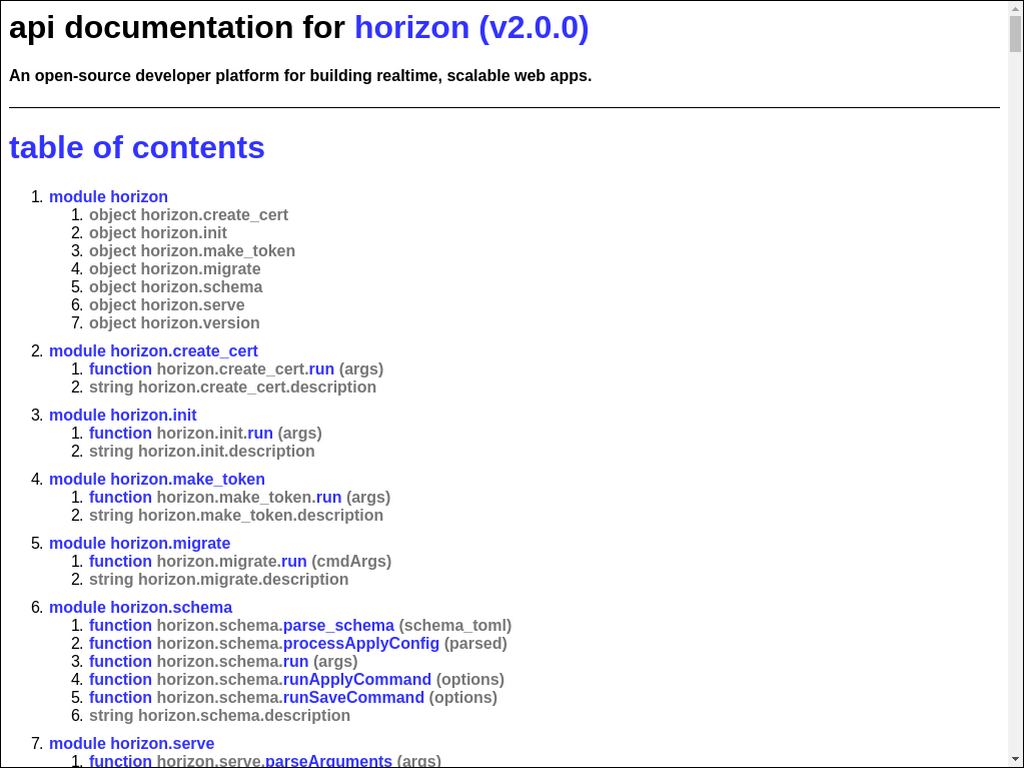 api documentation for horizon (v2.0.0)
An open-source developer platform for building realtime, scalable web apps.
table of contents
1. module horizon
1. object horizon.create_cert
2. object horizon.init
3. object horizon.make_token
4. object horizon.migrate
5. object horizon.schema
6. object horizon.serve
7. object horizon.version
2. module horizon.create_cert
1. function horizon.create_cert.run (args)
2. string horizon.create_cert.description
3. module horizon.init
1. function horizon.init.run (args)
2. string horizon.init.description
4. module horizon.make_token
1. function horizon.make_token.run (args)
2. string horizon.make_token.description
5. module horizon.migrate
1. function horizon.migrate.run (cmdArgs)
2. string horizon.migrate.description
6. module horizon.schema
1. function horizon.schema.parse_schema (schema_toml)
2. function horizon.schema.processApplyConfig (parsed)
3. function horizon.schema.run (args)
4. function horizon.schema.runApplyCommand (options)
5. function horizon.schema.runSaveCommand (options)
6. string horizon.schema.description
7. module horizon.serve
1. function horizon.serve.parseArguments (args)